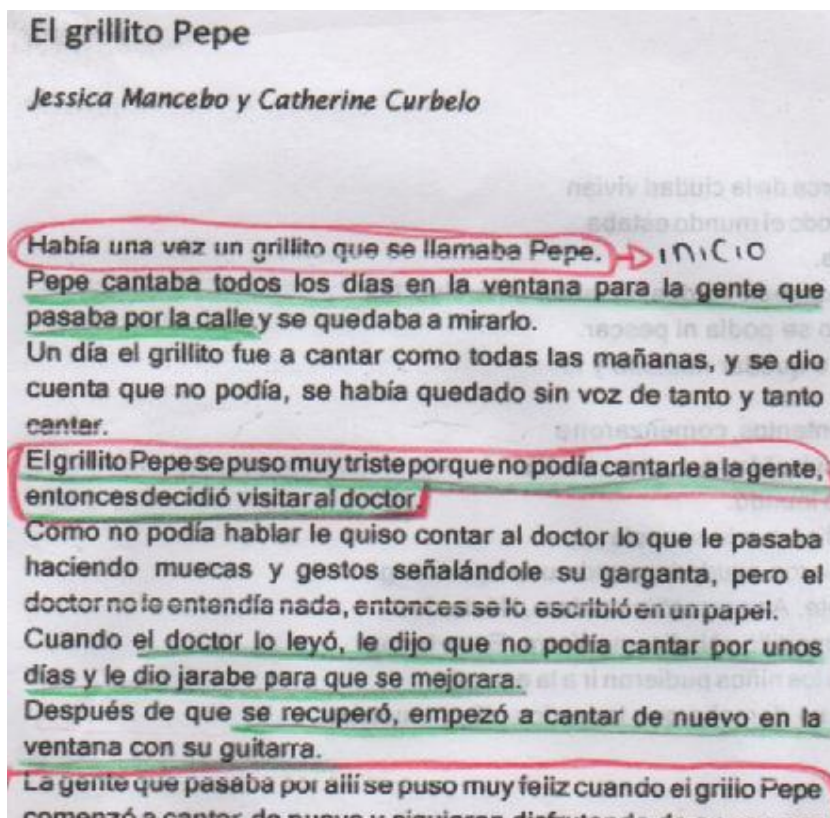 El grillito Pepe
Jessica Mancebo y Catherine Curbelo
Había una vez un grillito que se llamaba Pepe. inicio
Pepe cantaba todos los días en la ventana para la gente que
pasaba por la calle y se quedaba a mirarlo.
Un día el grillito fue a cantar como todas las mañanas, y se dio
cuenta que no podía, se había quedado sin voz de tanto y tanto
cantar.
El grillito Pepe se puso muy triste porque no podía cantarle a la gente,
entonces decidió visitar al doctor.
Como no podía hablar le quiso contar al doctor lo que le pasaba
haciendo muecas y gestos señalándole su garganta, pero el
doctor no le entendía nada, entonces se lo escribió en un papel.
Cuando el doctor lo leyó, le dijo que no podía cantar por unos
días y le dio jarabe para que se mejorara.
Después de que se recuperó, empezó a cantar de nuevo en la
ventana con su guitarra.
La gente que pasaba por allí se puso muy feliz cuando el grillo Pepe
comenzó a cantar de nuevo y siguieron disfrutando de